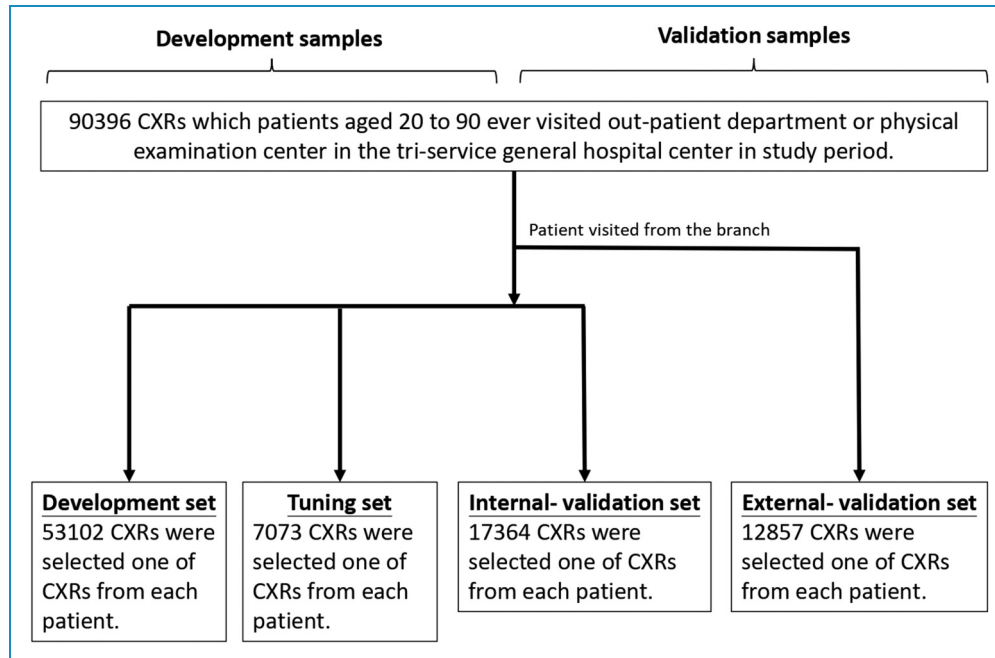 Development samples
Validation samples
90396 CXRs which patients aged 20 to 90 ever visited out-patient department or physical
examination center in the tri-service general hospital center in study period.
Patient visited from the branch
Development set
53102 CXRs were
selected one of
CXRs from each
patient.
Tuning set
7073 CXRs were
selected one of
CXRs from each
patient.
Internal- validation set
17364 CXRs were
selected one of CXRs
from each patient.
External- validation set
12857 CXRs were
selected one of CXRs
from each patient.